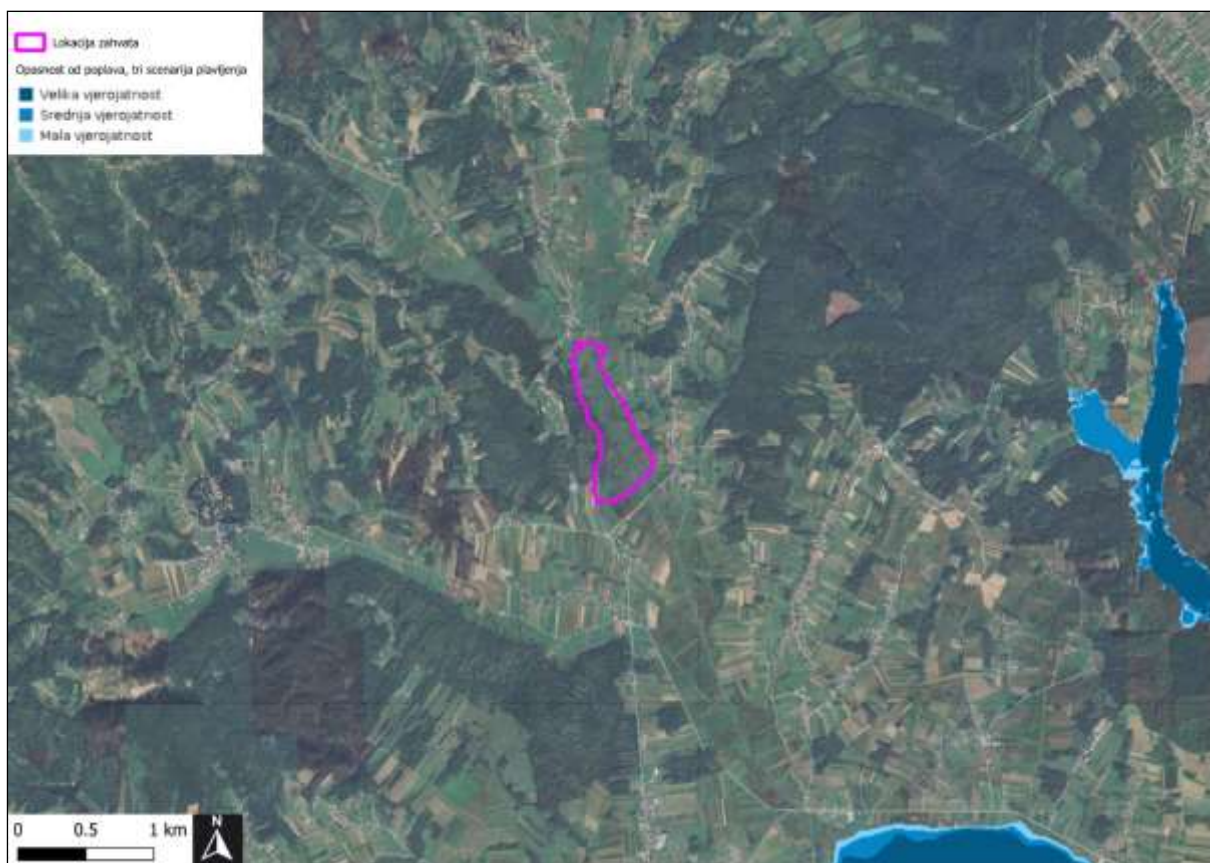 Lokacija zahvata
Opasnost od poplava, tri scenarija plavljenja
Velika vjerojatnost
Srednja vjerojatnost
Mala vjerojatnost
0 0.5 1 km
N